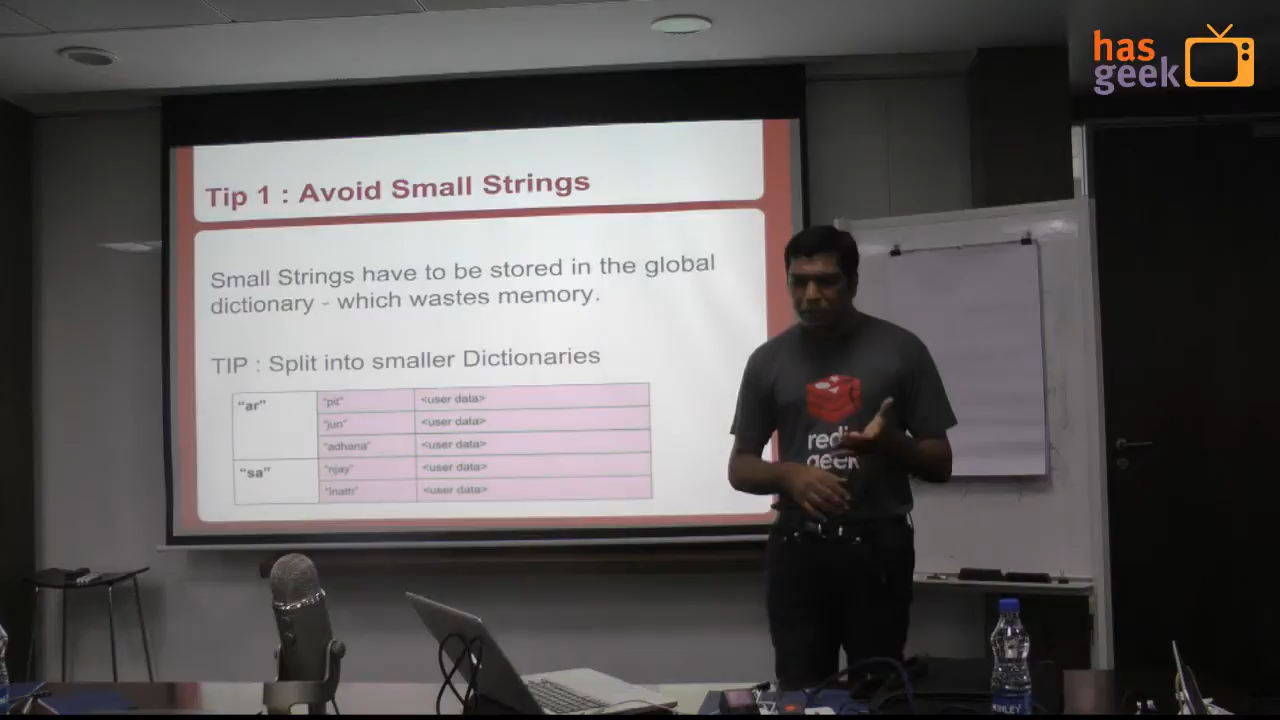 has
geek
Tip 1 : Avoid Small Strings
Small Strings have to be stored in the global
dictionary - which wastes memory.
TIP : Split into smaller Dictionaries
"ar" "pit" <user data>
"jun" <user data>
"adhana" <user data>
"sa" "njay" <user data>
"inath" <user data>
redis
geek